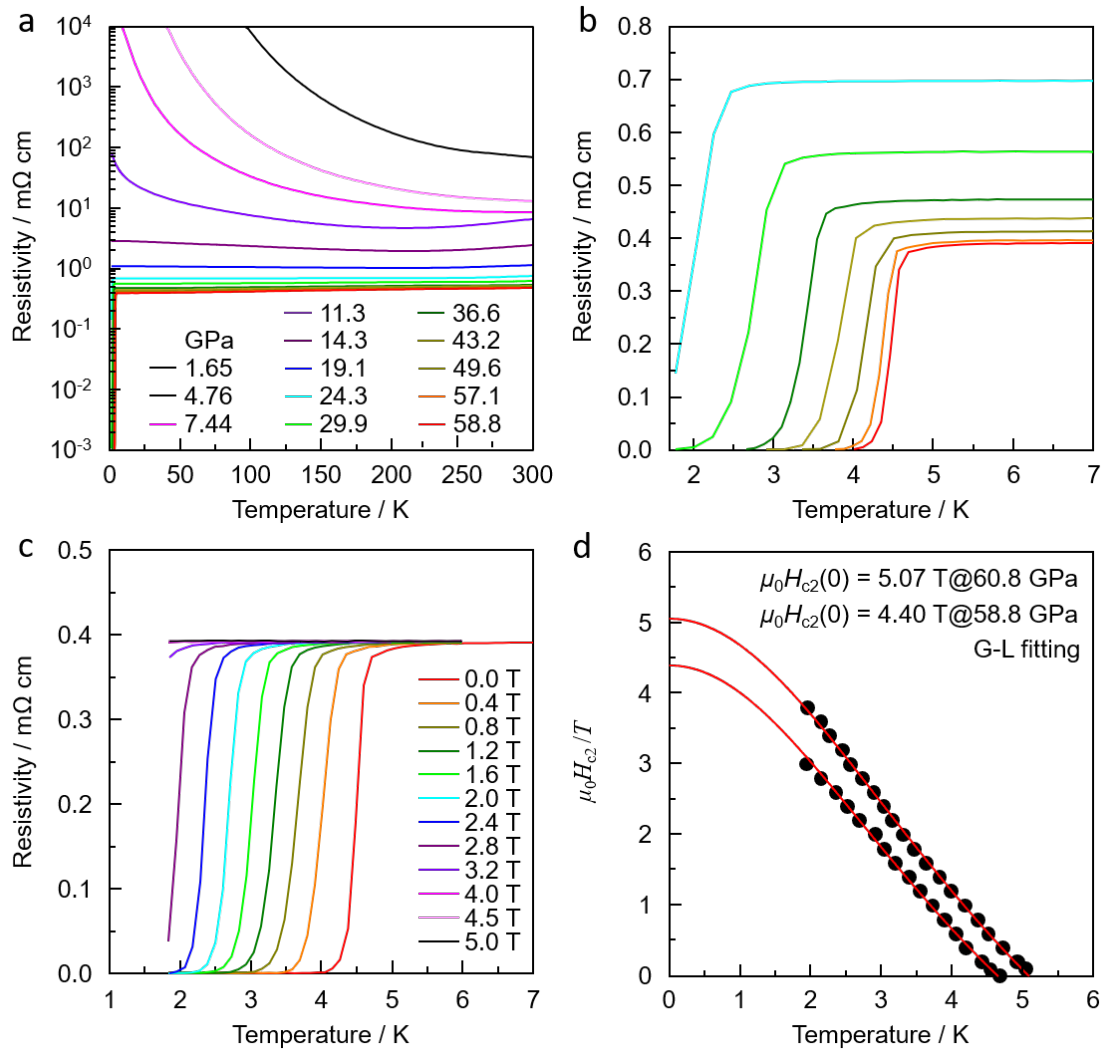 a
Resistivity / mΩ cm
10⁴
10³
10²
10¹
10⁰
10⁻¹
10⁻²
10⁻³
GPa
1.65
4.76
7.44
11.3
14.3
19.1
24.3
29.9
36.6
43.2
49.6
57.1
58.8
0 50 100 150 200 250 300
Temperature / K
b
Resistivity / mΩ cm
0.8
0.7
0.6
0.5
0.4
0.3
0.2
0.1
0.0
2 3 4 5 6 7
Temperature / K
c
Resistivity / mΩ cm
0.5
0.4
0.3
0.2
0.1
0.0
0.0 T
0.4 T
0.8 T
1.2 T
1.6 T
2.0 T
2.4 T
2.8 T
3.2 T
4.0 T
4.5 T
5.0 T
1 2 3 4 5 6 7
Temperature / K
d
μ₀H_c2/T
6
5
4
3
2
1
0
μ₀H_c2(0) = 5.07 T@60.8 GPa
μ₀H_c2(0) = 4.40 T@58.8 GPa
G-L fitting
0 1 2 3 4 5 6
Temperature / K